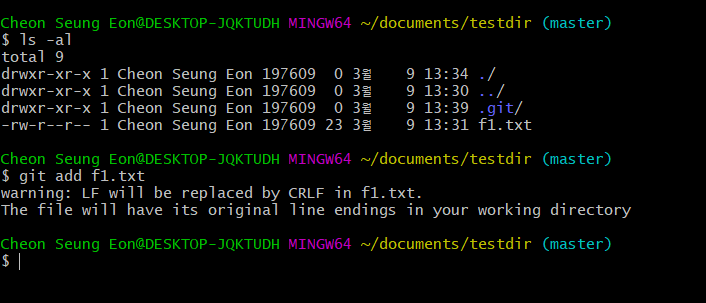 Cheon Seung Eon@DESKTOP-JQKTUDH MINGW64 ~/documents/testdir (master)
$ ls -al
total 9
drwxr-xr-x 1 Cheon Seung Eon 197609  0 3월     9 13:34 ./
drwxr-xr-x 1 Cheon Seung Eon 197609  0 3월     9 13:30 ../
drwxr-xr-x 1 Cheon Seung Eon 197609  0 3월     9 13:39 .git/
-rw-r--r-- 1 Cheon Seung Eon 197609 23 3월     9 13:31 f1.txt
Cheon Seung Eon@DESKTOP-JQKTUDH MINGW64 ~/documents/testdir (master)
$ git add f1.txt
warning: LF will be replaced by CRLF in f1.txt.
The file will have its original line endings in your working directory
Cheon Seung Eon@DESKTOP-JQKTUDH MINGW64 ~/documents/testdir (master)
$